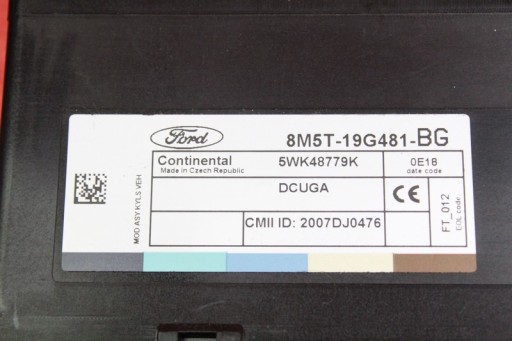 MOD ASY KYLS VEH
Ford
8M5T-19G481-BG
Continental
Made in Czech Republic
5WK48779K
0E18
date code
DCUGA
CE
CMII ID: 2007DJ0476
FT_012
EOL code